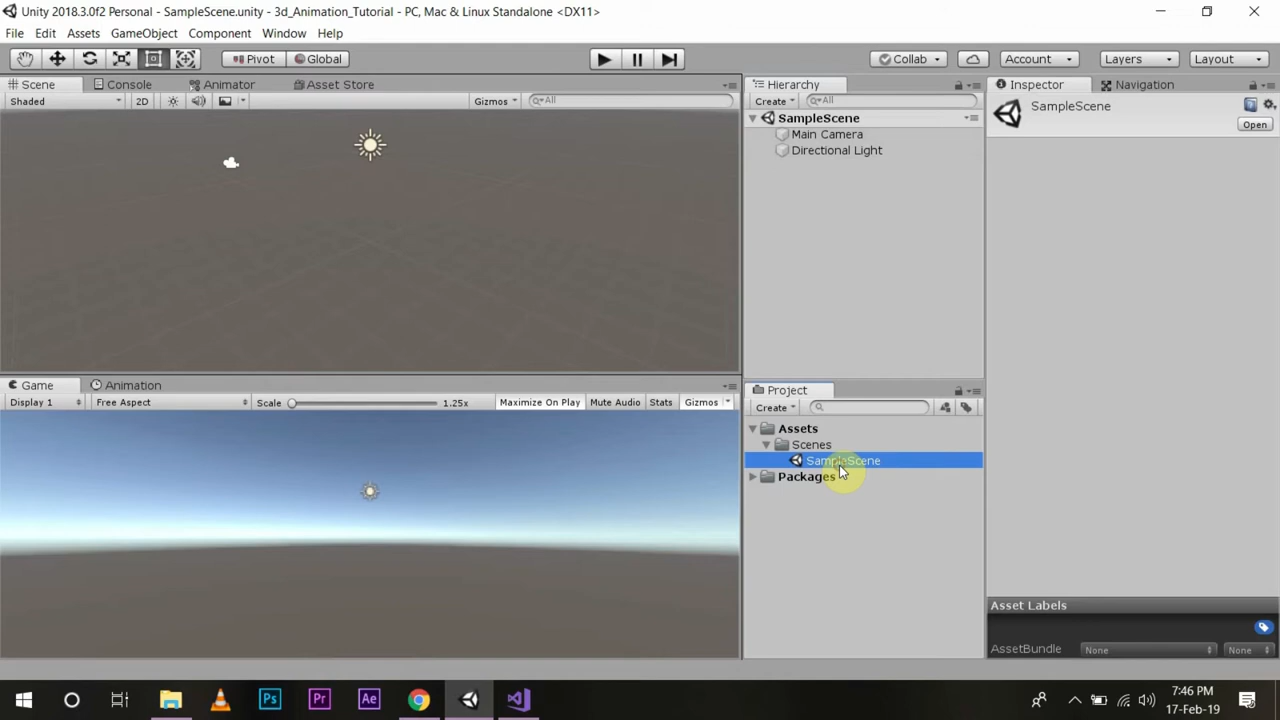 Unity 2018.3.0f2 Personal - SampleScene.unity - 3d_Animation_Tutorial - PC, Mac & Linux Standalone <DX11>
File Edit Assets GameObject Component Window Help
Pivot Global Collab Account Layers Layout
Scene Console Animator Asset Store
Shaded 2D Gizmos All
Hierarchy
Create All
SampleScene
Main Camera
Directional Light
Inspector Navigation
SampleScene
Open
Game Animation
Display 1 Free Aspect Scale 1.25x Maximize On Play Mute Audio Stats Gizmos
Project
Create
Assets
Scenes
SampleScene
Packages
Asset Labels
AssetBundle None None
Ps Pr Ae
7:46 PM
17-Feb-19